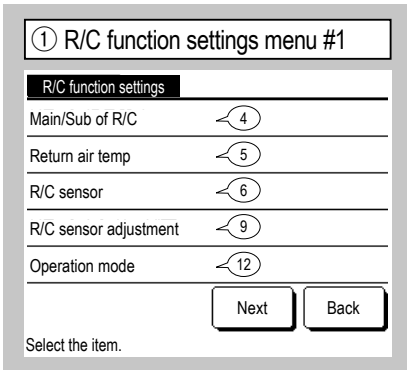 ① R/C function settings menu #1
R/C function settings
Main/Sub of R/C 4
Return air temp 5
R/C sensor 6
R/C sensor adjustment 9
Operation mode 12
Next Back
Select the item.